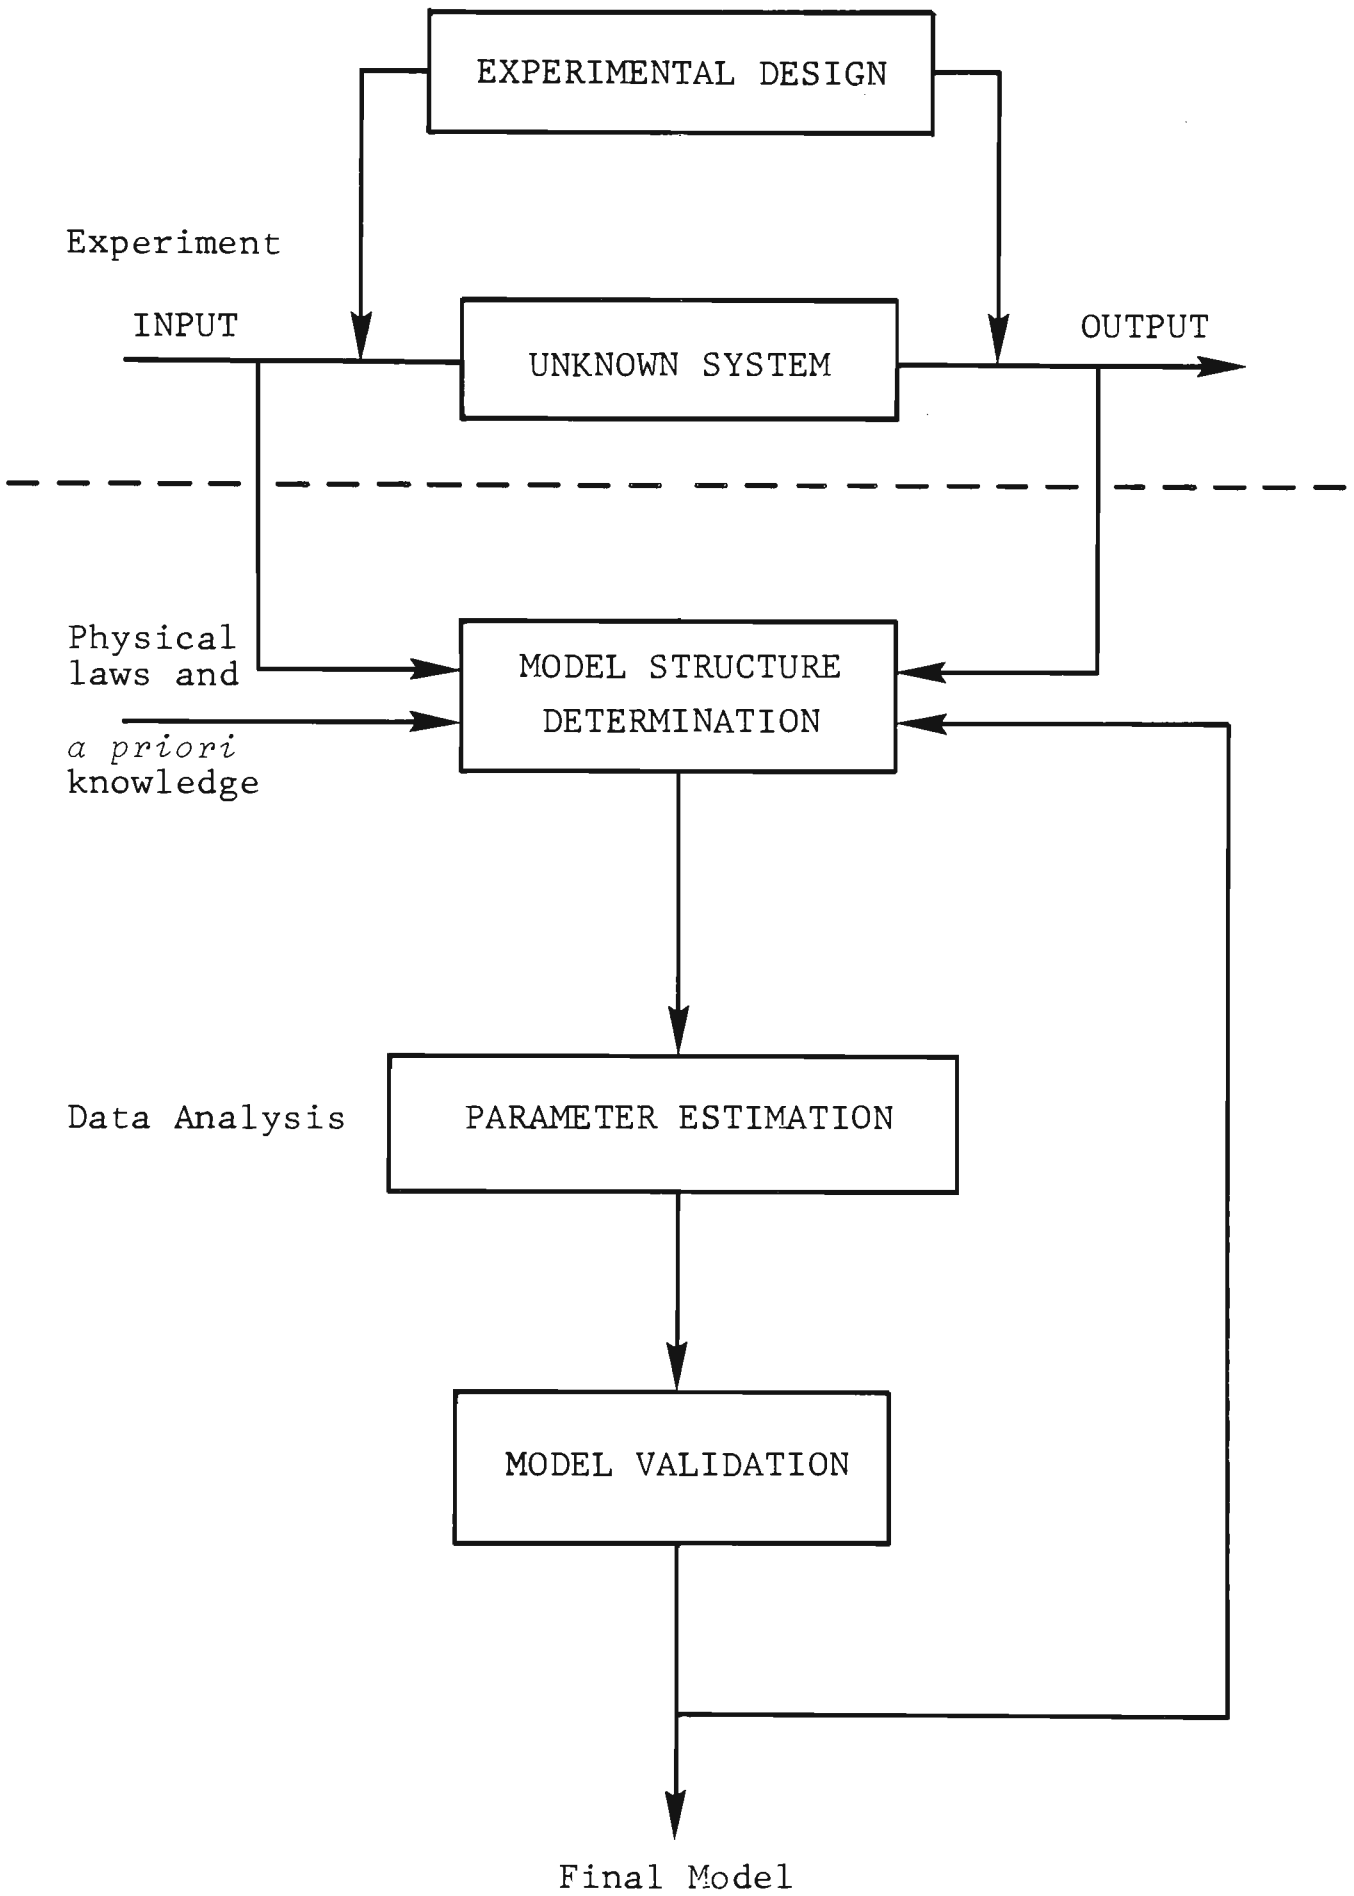 EXPERIMENTAL DESIGN
Experiment
INPUT
OUTPUT
UNKNOWN SYSTEM
Physical
laws and
a priori
knowledge
MODEL STRUCTURE
DETERMINATION
Data Analysis
PARAMETER ESTIMATION
MODEL VALIDATION
Final Model